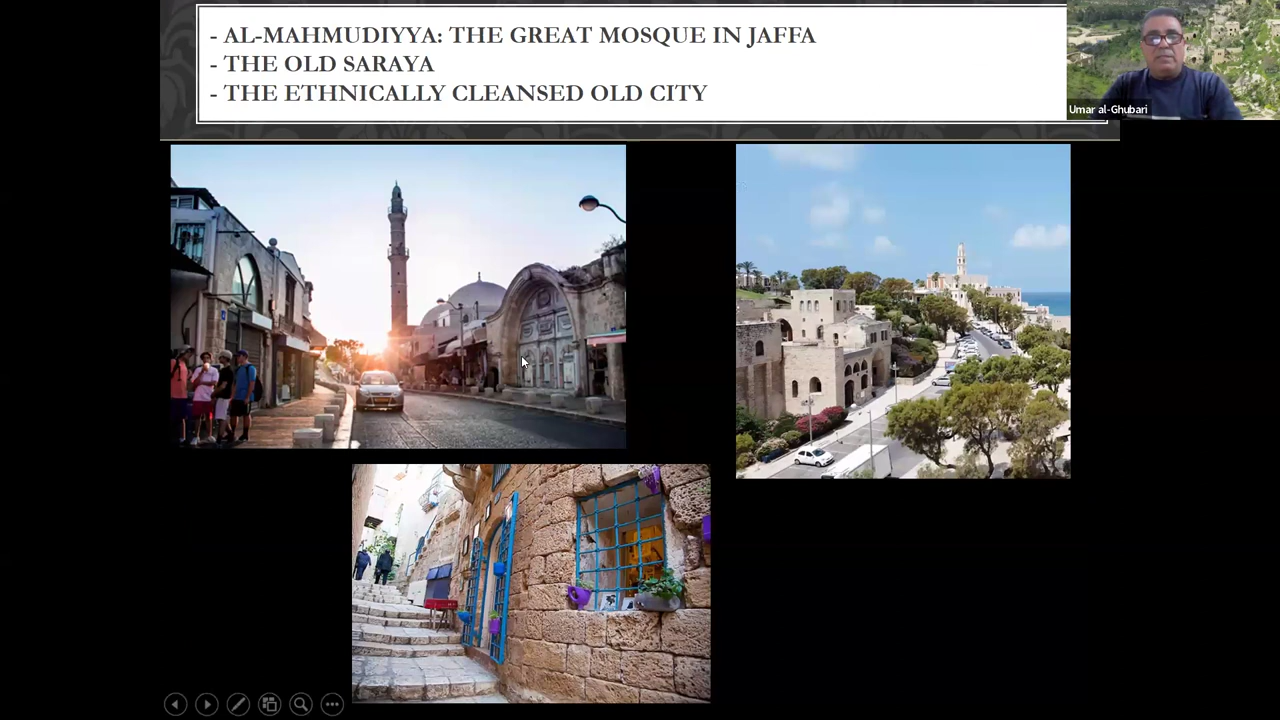 - AL-MAHMUDIYYA: THE GREAT MOSQUE IN JAFFA
- THE OLD SARAYA
- THE ETHNICALLY CLEANSED OLD CITY
Umar al-Ghubari